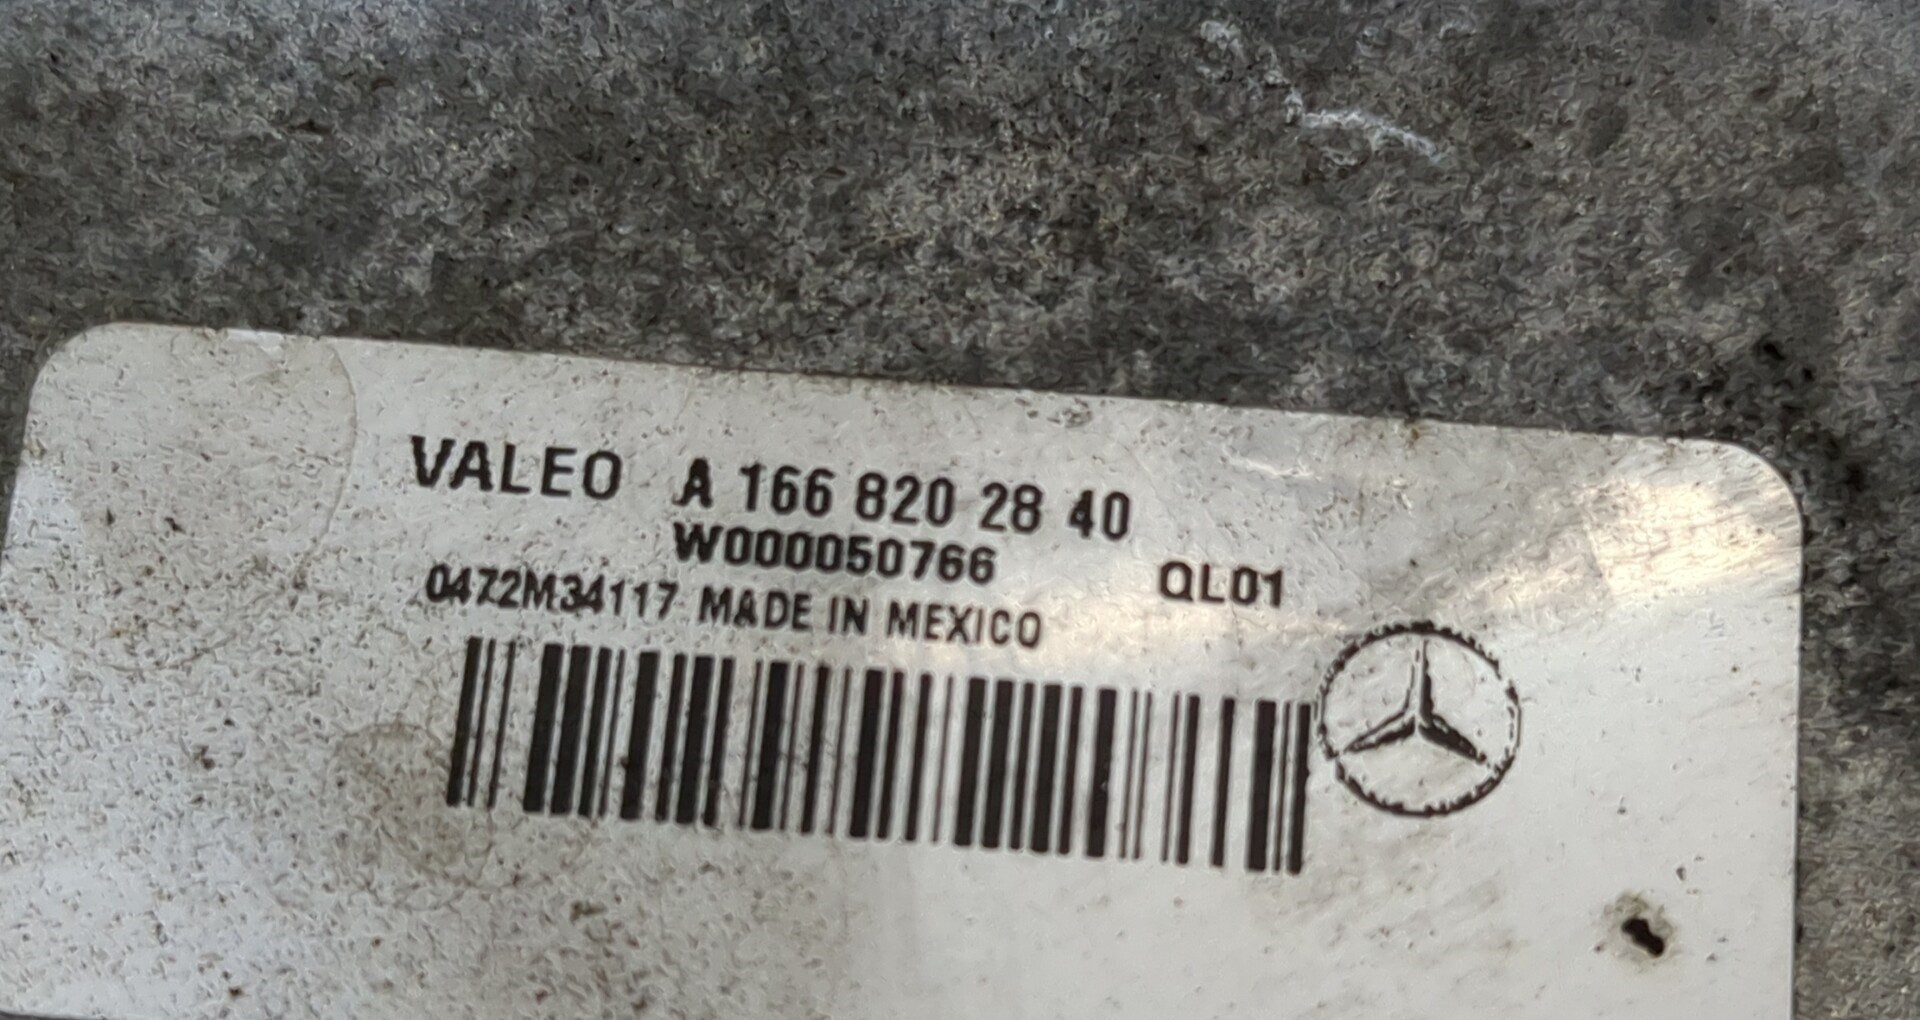 VALEO A 166 820 28 40
W000050766 QL01
0472M34117 MADE IN MEXICO